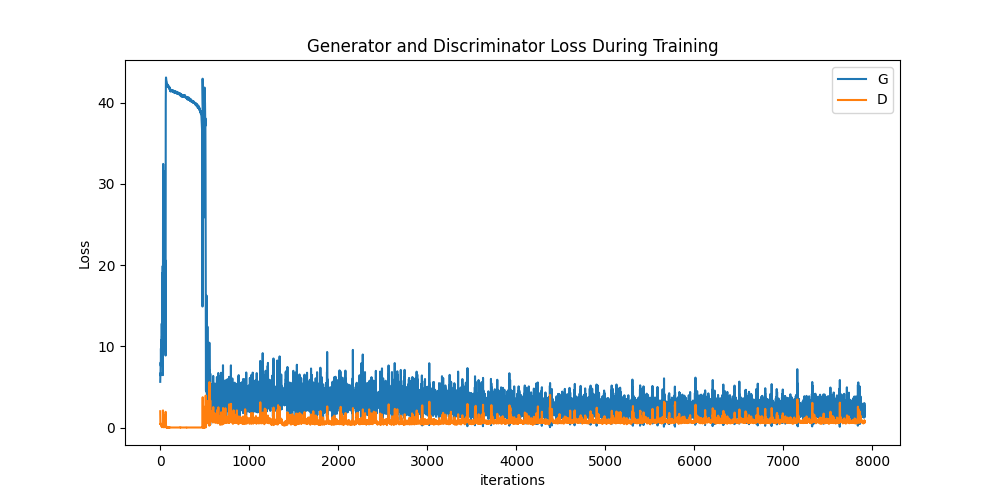 Generator and Discriminator Loss During Training
G
D
Loss
40
30
20
10
0
0 1000 2000 3000 4000 5000 6000 7000 8000
iterations